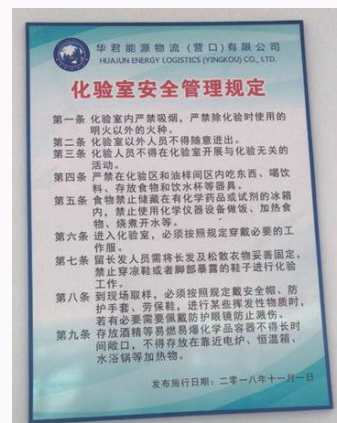 华君能源物流（营口）有限公司
HUAJUN ENERGY LOGISTICS (YINGKOU) CO., LTD.
化验室安全管理规定
第一条 化验室内严禁吸烟，严禁除化验时使用的
明火以外的火种。
第二条 化验室以外人员不得随意进出。
第三条 化验人员不得在化验室开展与化验无关的
活动。
第四条 严禁在化验区和油样间区内吃东西、喝饮
料、存放食物和饮水杯等器具。
第五条 食物禁止储藏在有化学药品或试剂的冰箱
内，禁止使用化学仪器设备做饭、加热食
物、烧煮开水等。
第六条 进入化验室，必须按照规定穿戴必要的工
作服。
第七条 留长发人员需将长发及松散衣物妥善固定，
禁止穿凉鞋或者脚部暴露的鞋子进行化验
工作。
第八条 到现场取样，必须按照规定戴安全帽、防
护手套、劳保鞋，进行某些挥发性物质时，
若有必要需要佩戴防护眼镜防止溅伤。
第九条 存放酒精等易燃易爆化学品容器不得长时
间敞口，不得存放在靠近电炉、恒温箱、
水浴锅等加热物。
发布施行日期：二零一八年十一月一日